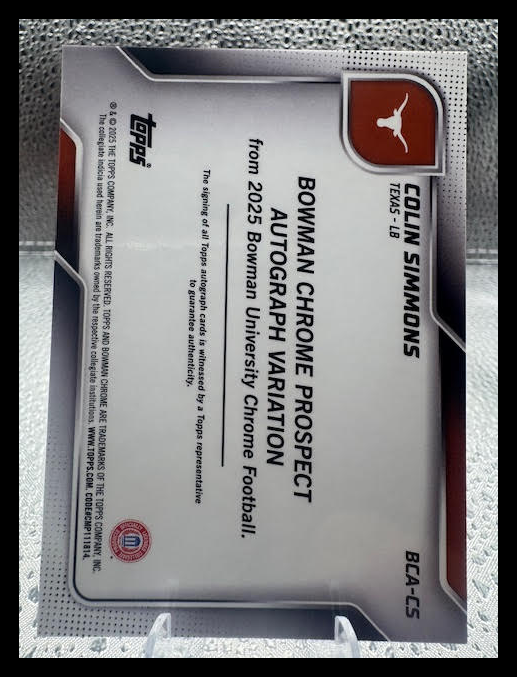 COLIN SIMMONS
TEXAS - LB
BCA-CS
BOWMAN CHROME PROSPECT
AUTOGRAPH VARIATION
from 2025 Bowman University Chrome Football.
The signing of all Topps autograph cards is witnessed by a Topps representative
to guarantee authenticity.
topps®
® & © 2025 THE TOPPS COMPANY, INC. ALL RIGHTS RESERVED. TOPPS AND BOWMAN CHROME ARE TRADEMARKS OF THE TOPPS COMPANY, INC.
The collegiate indicia used herein are trademarks owned by the respective collegiate institutions. WWW.TOPPS.COM. CODE#CMP111814.